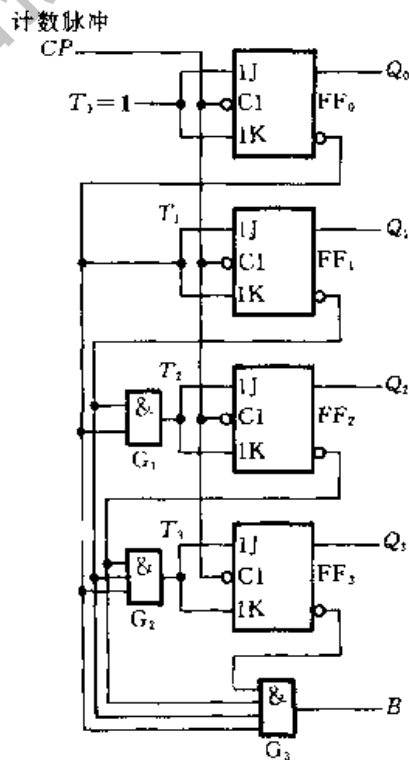 计数脉冲
CP
1J
Q₀
T₀=1
C1
FF₀
1K
T₁
1J
Q₁
C1
FF₁
1K
T₂
1J
Q₂
&
C1
FF₂
1K
G₁
T₃
1J
Q₃
&
C1
FF₃
1K
G₂
&
B
G₃